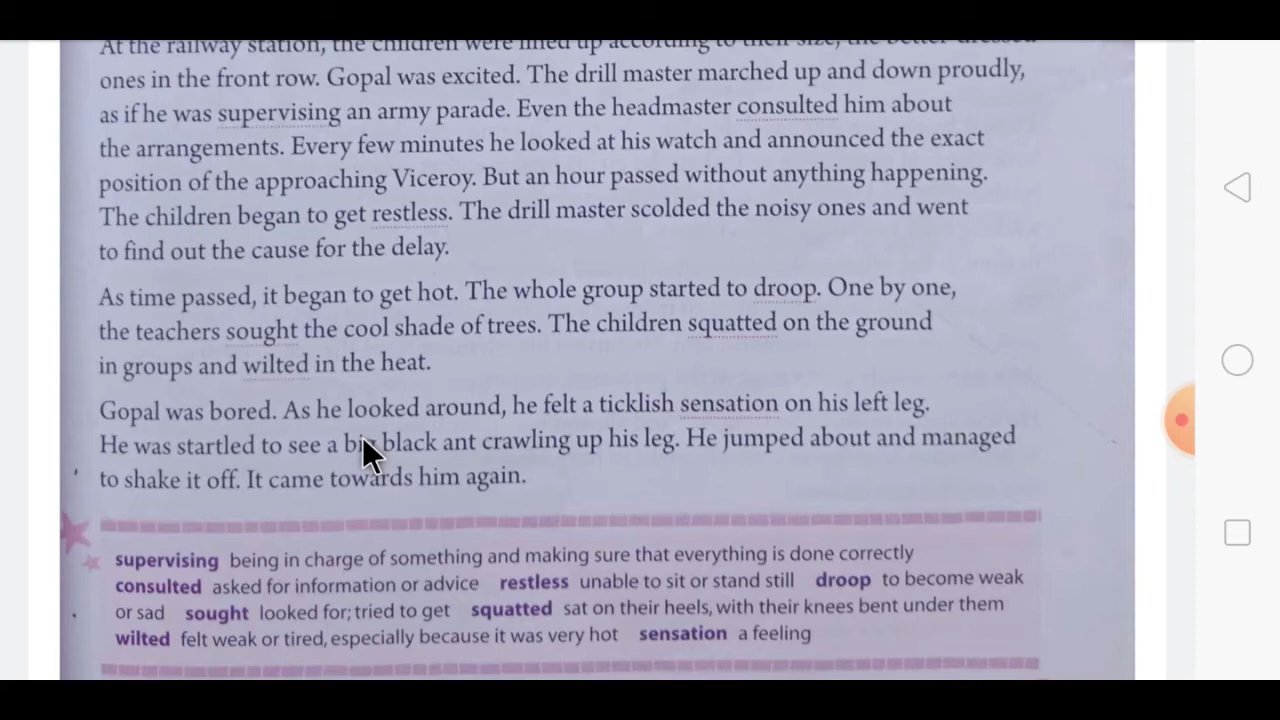 At the railway station, the children were lined up according to their size, the better dressed
ones in the front row. Gopal was excited. The drill master marched up and down proudly,
as if he was supervising an army parade. Even the headmaster consulted him about
the arrangements. Every few minutes he looked at his watch and announced the exact
position of the approaching Viceroy. But an hour passed without anything happening.
The children began to get restless. The drill master scolded the noisy ones and went
to find out the cause for the delay.
As time passed, it began to get hot. The whole group started to droop. One by one,
the teachers sought the cool shade of trees. The children squatted on the ground
in groups and wilted in the heat.
Gopal was bored. As he looked around, he felt a ticklish sensation on his left leg.
He was startled to see a big black ant crawling up his leg. He jumped about and managed
to shake it off. It came towards him again.
supervising being in charge of something and making sure that everything is done correctly
consulted asked for information or advice restless unable to sit or stand still droop to become weak
or sad sought looked for; tried to get squatted sat on their heels, with their knees bent under them
wilted felt weak or tired, especially because it was very hot sensation a feeling